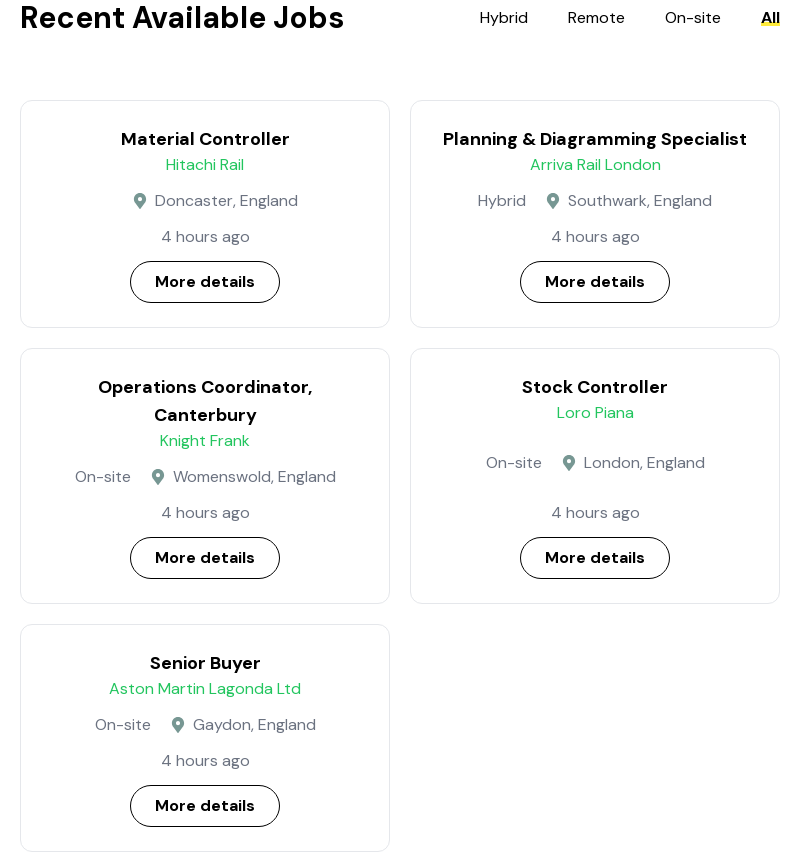 Recent Available Jobs
Hybrid Remote On-site All
Material Controller
Hitachi Rail
Doncaster, England
4 hours ago
More details
Planning & Diagramming Specialist
Arriva Rail London
Hybrid Southwark, England
4 hours ago
More details
Operations Coordinator,
Canterbury
Knight Frank
On-site Womenswold, England
4 hours ago
More details
Stock Controller
Loro Piana
On-site London, England
4 hours ago
More details
Senior Buyer
Aston Martin Lagonda Ltd
On-site Gaydon, England
4 hours ago
More details